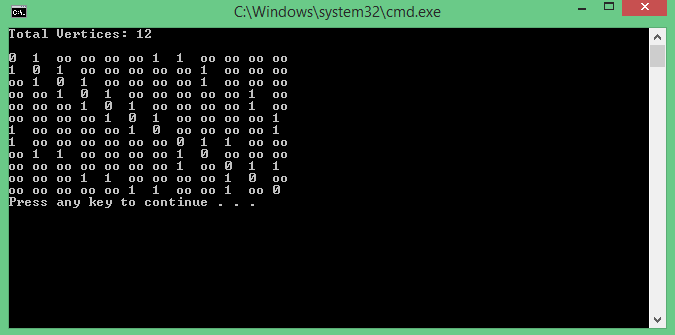 C:\Windows\system32\cmd.exe
Total Vertices: 12
0 1 oo oo oo oo 1 1 oo oo oo oo
1 0 1 oo oo oo oo oo 1 oo oo oo
oo 1 0 1 oo oo oo oo 1 oo oo oo
oo oo 1 0 1 oo oo oo oo oo 1 oo
oo oo oo 1 0 1 oo oo oo oo 1 oo
oo oo oo oo 1 0 1 oo oo oo oo 1
1 oo oo oo oo 1 0 oo oo oo oo 1
1 oo oo oo oo oo oo 0 1 1 oo oo
oo 1 1 oo oo oo oo 1 0 oo oo oo
oo oo oo oo oo oo oo 1 oo 0 1 1
oo oo oo 1 1 oo oo oo oo 1 0 oo
oo oo oo oo oo 1 1 oo oo 1 oo 0
Press any key to continue . . .